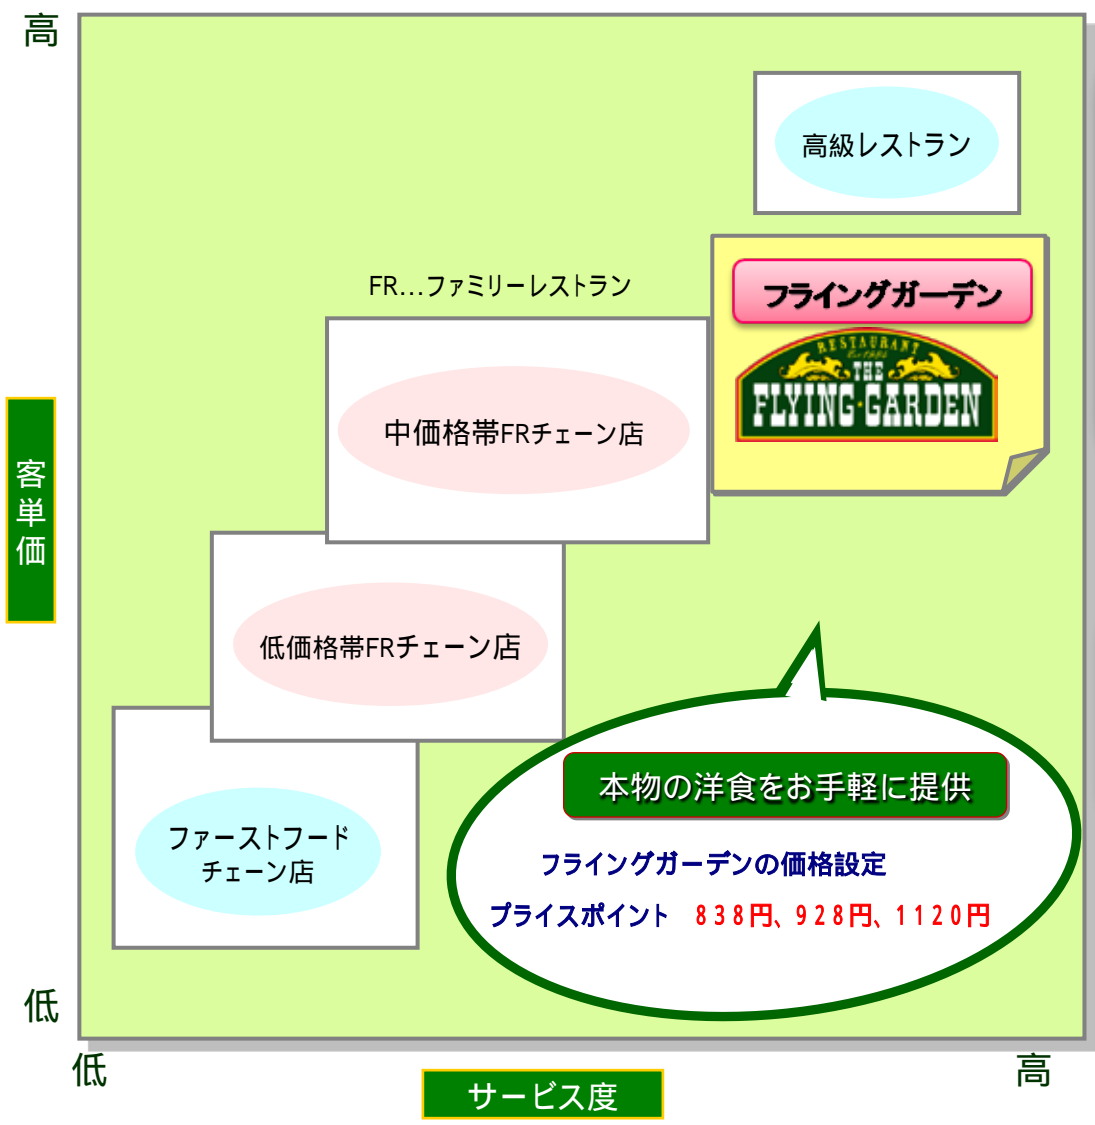 高
高級レストラン
フライングガーデン
RESTAURANT
Est 1984
THE
FLYING GARDEN
FR…ファミリーレストラン
中価格帯FRチェーン店
客単価
低価格帯FRチェーン店
ファーストフード
チェーン店
本物の洋食をお手軽に提供
フライングガーデンの価格設定
プライスポイント 838円、928円、1120円
低
低
高
サービス度